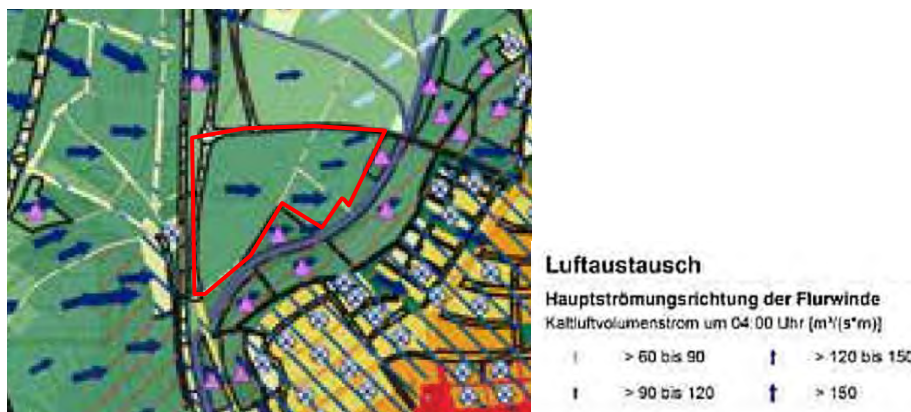 Luftaustausch
Hauptströmungsrichtung der Flurwinde
Kaltluftvolumenstrom um 04:00 Uhr [m³/(s*m)]
> 60 bis 90 > 120 bis 150
> 90 bis 120 > 150